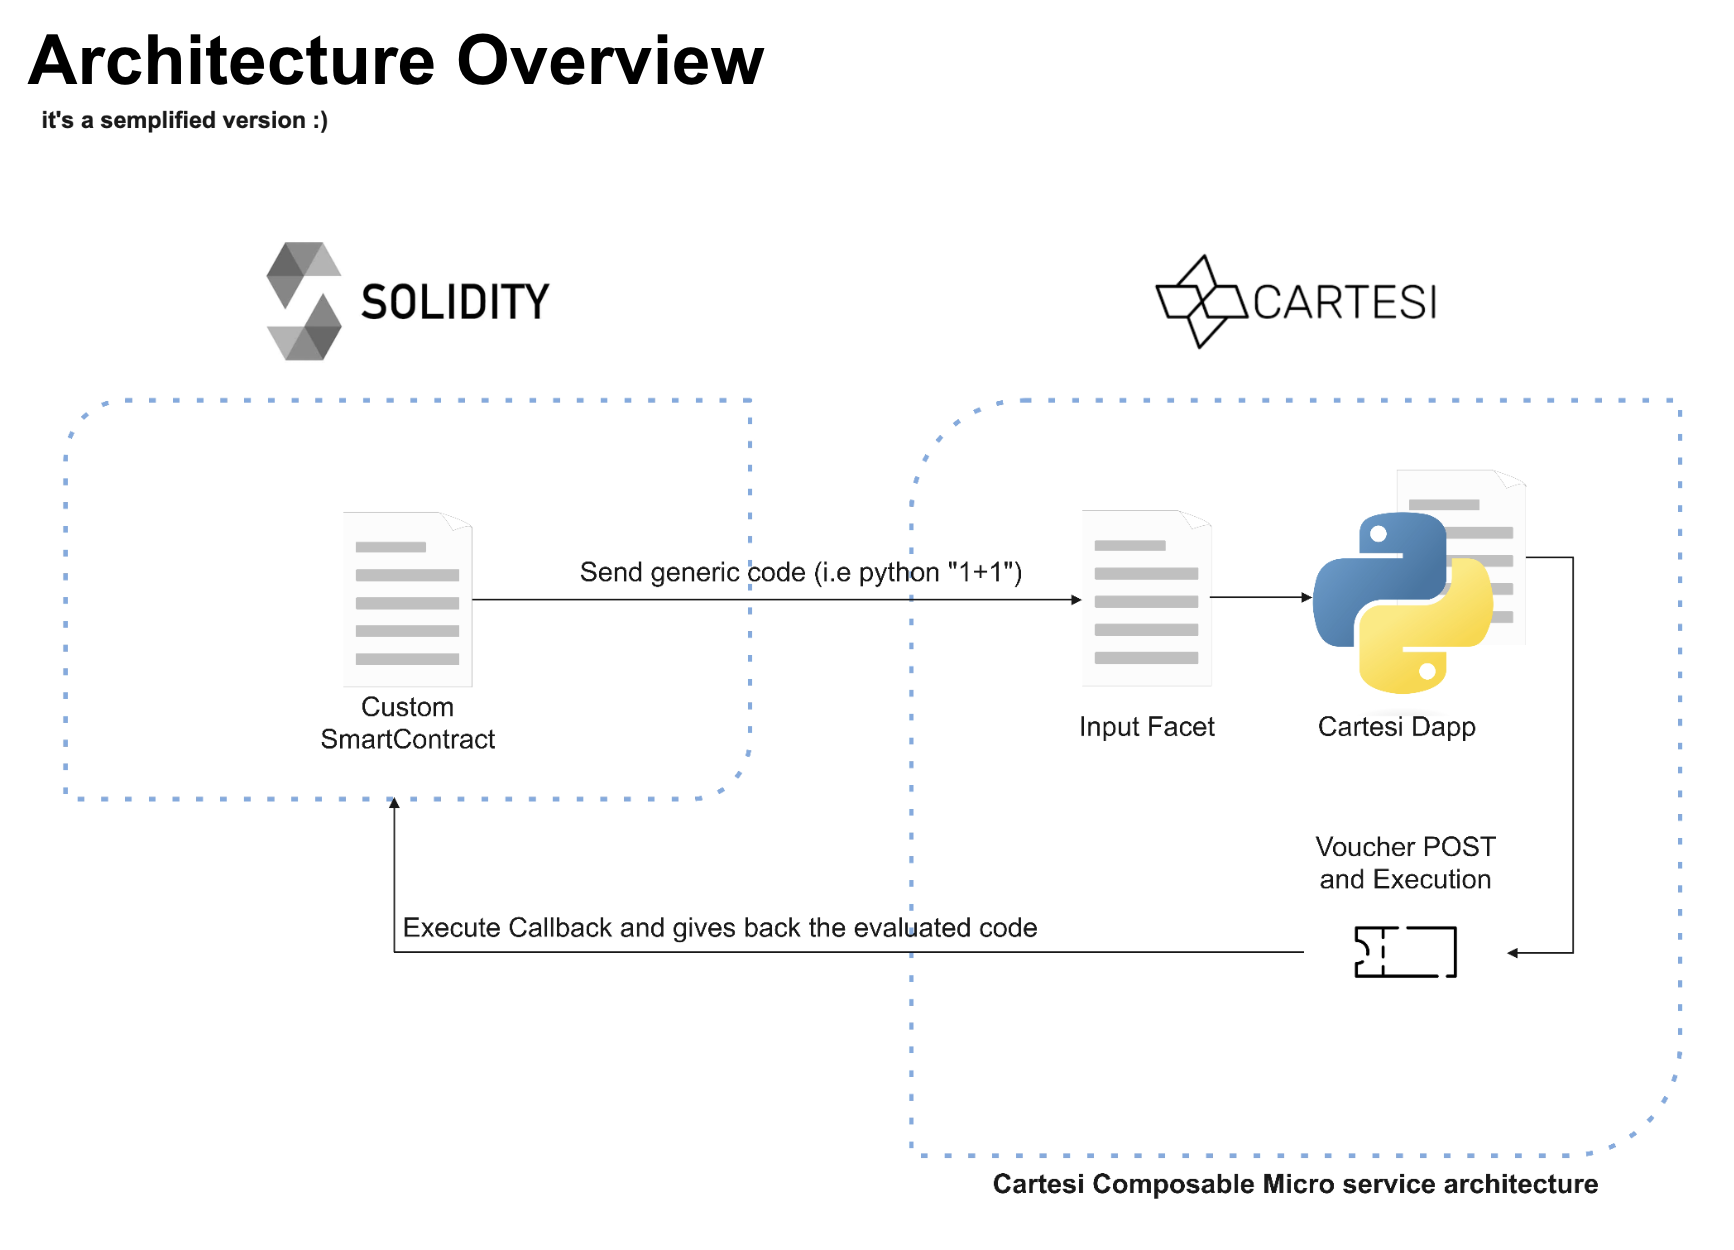 Architecture Overview
it's a semplified version :)
SOLIDITY
CARTESI
Send generic code (i.e python "1+1")
Custom
SmartContract
Input Facet
Cartesi Dapp
Voucher POST
and Execution
Execute Callback and gives back the evaluated code
Cartesi Composable Micro service architecture